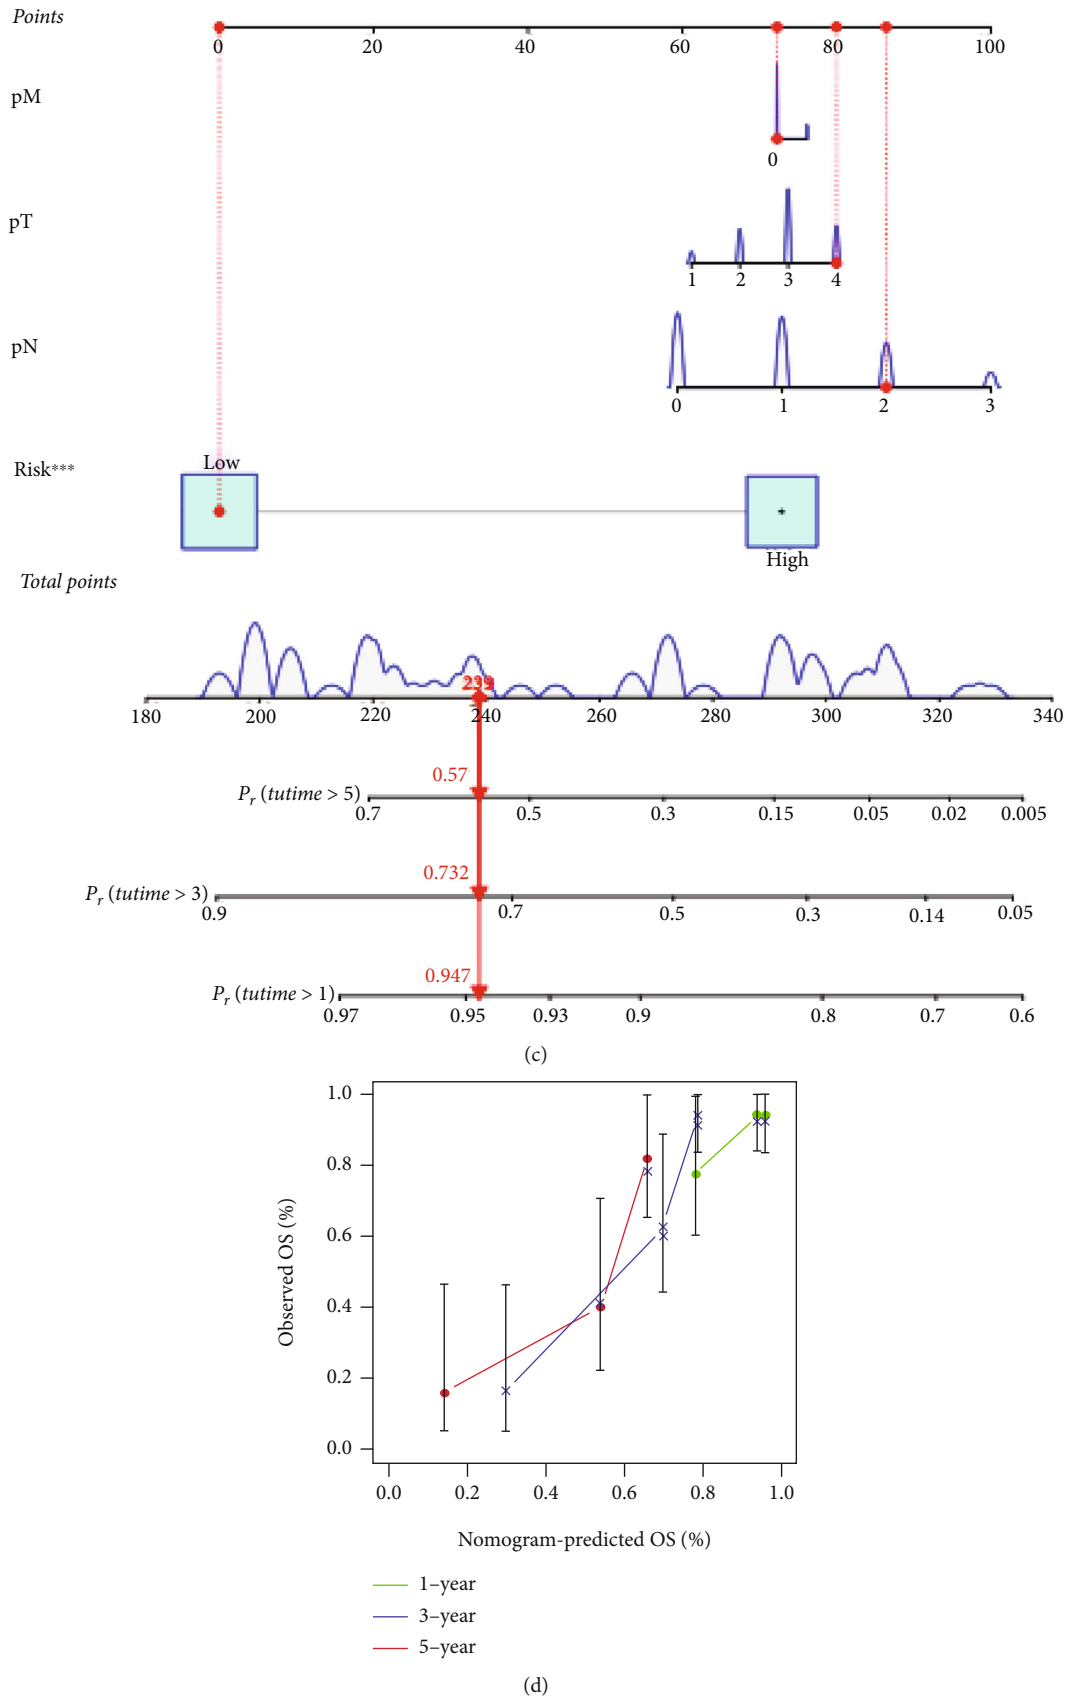 Points
0 20 40 60 80 100
pM
0
pT
1 2 3 4
pN
0 1 2 3
Risk***
Low
High
Total points
180 200 220 240 260 280 300 320 340
0.57
Pr (tutime > 5)
0.7 0.5 0.3 0.15 0.05 0.02 0.005
0.732
Pr (tutime > 3)
0.9 0.7 0.5 0.3 0.14 0.05
0.947
Pr (tutime > 1)
0.97 0.95 0.93 0.9 0.8 0.7 0.6
(c)
1.0
0.8
0.6
0.4
0.2
0.0
Observed OS (%)
0.0 0.2 0.4 0.6 0.8 1.0
Nomogram-predicted OS (%)
1–year
3–year
5–year
(d)